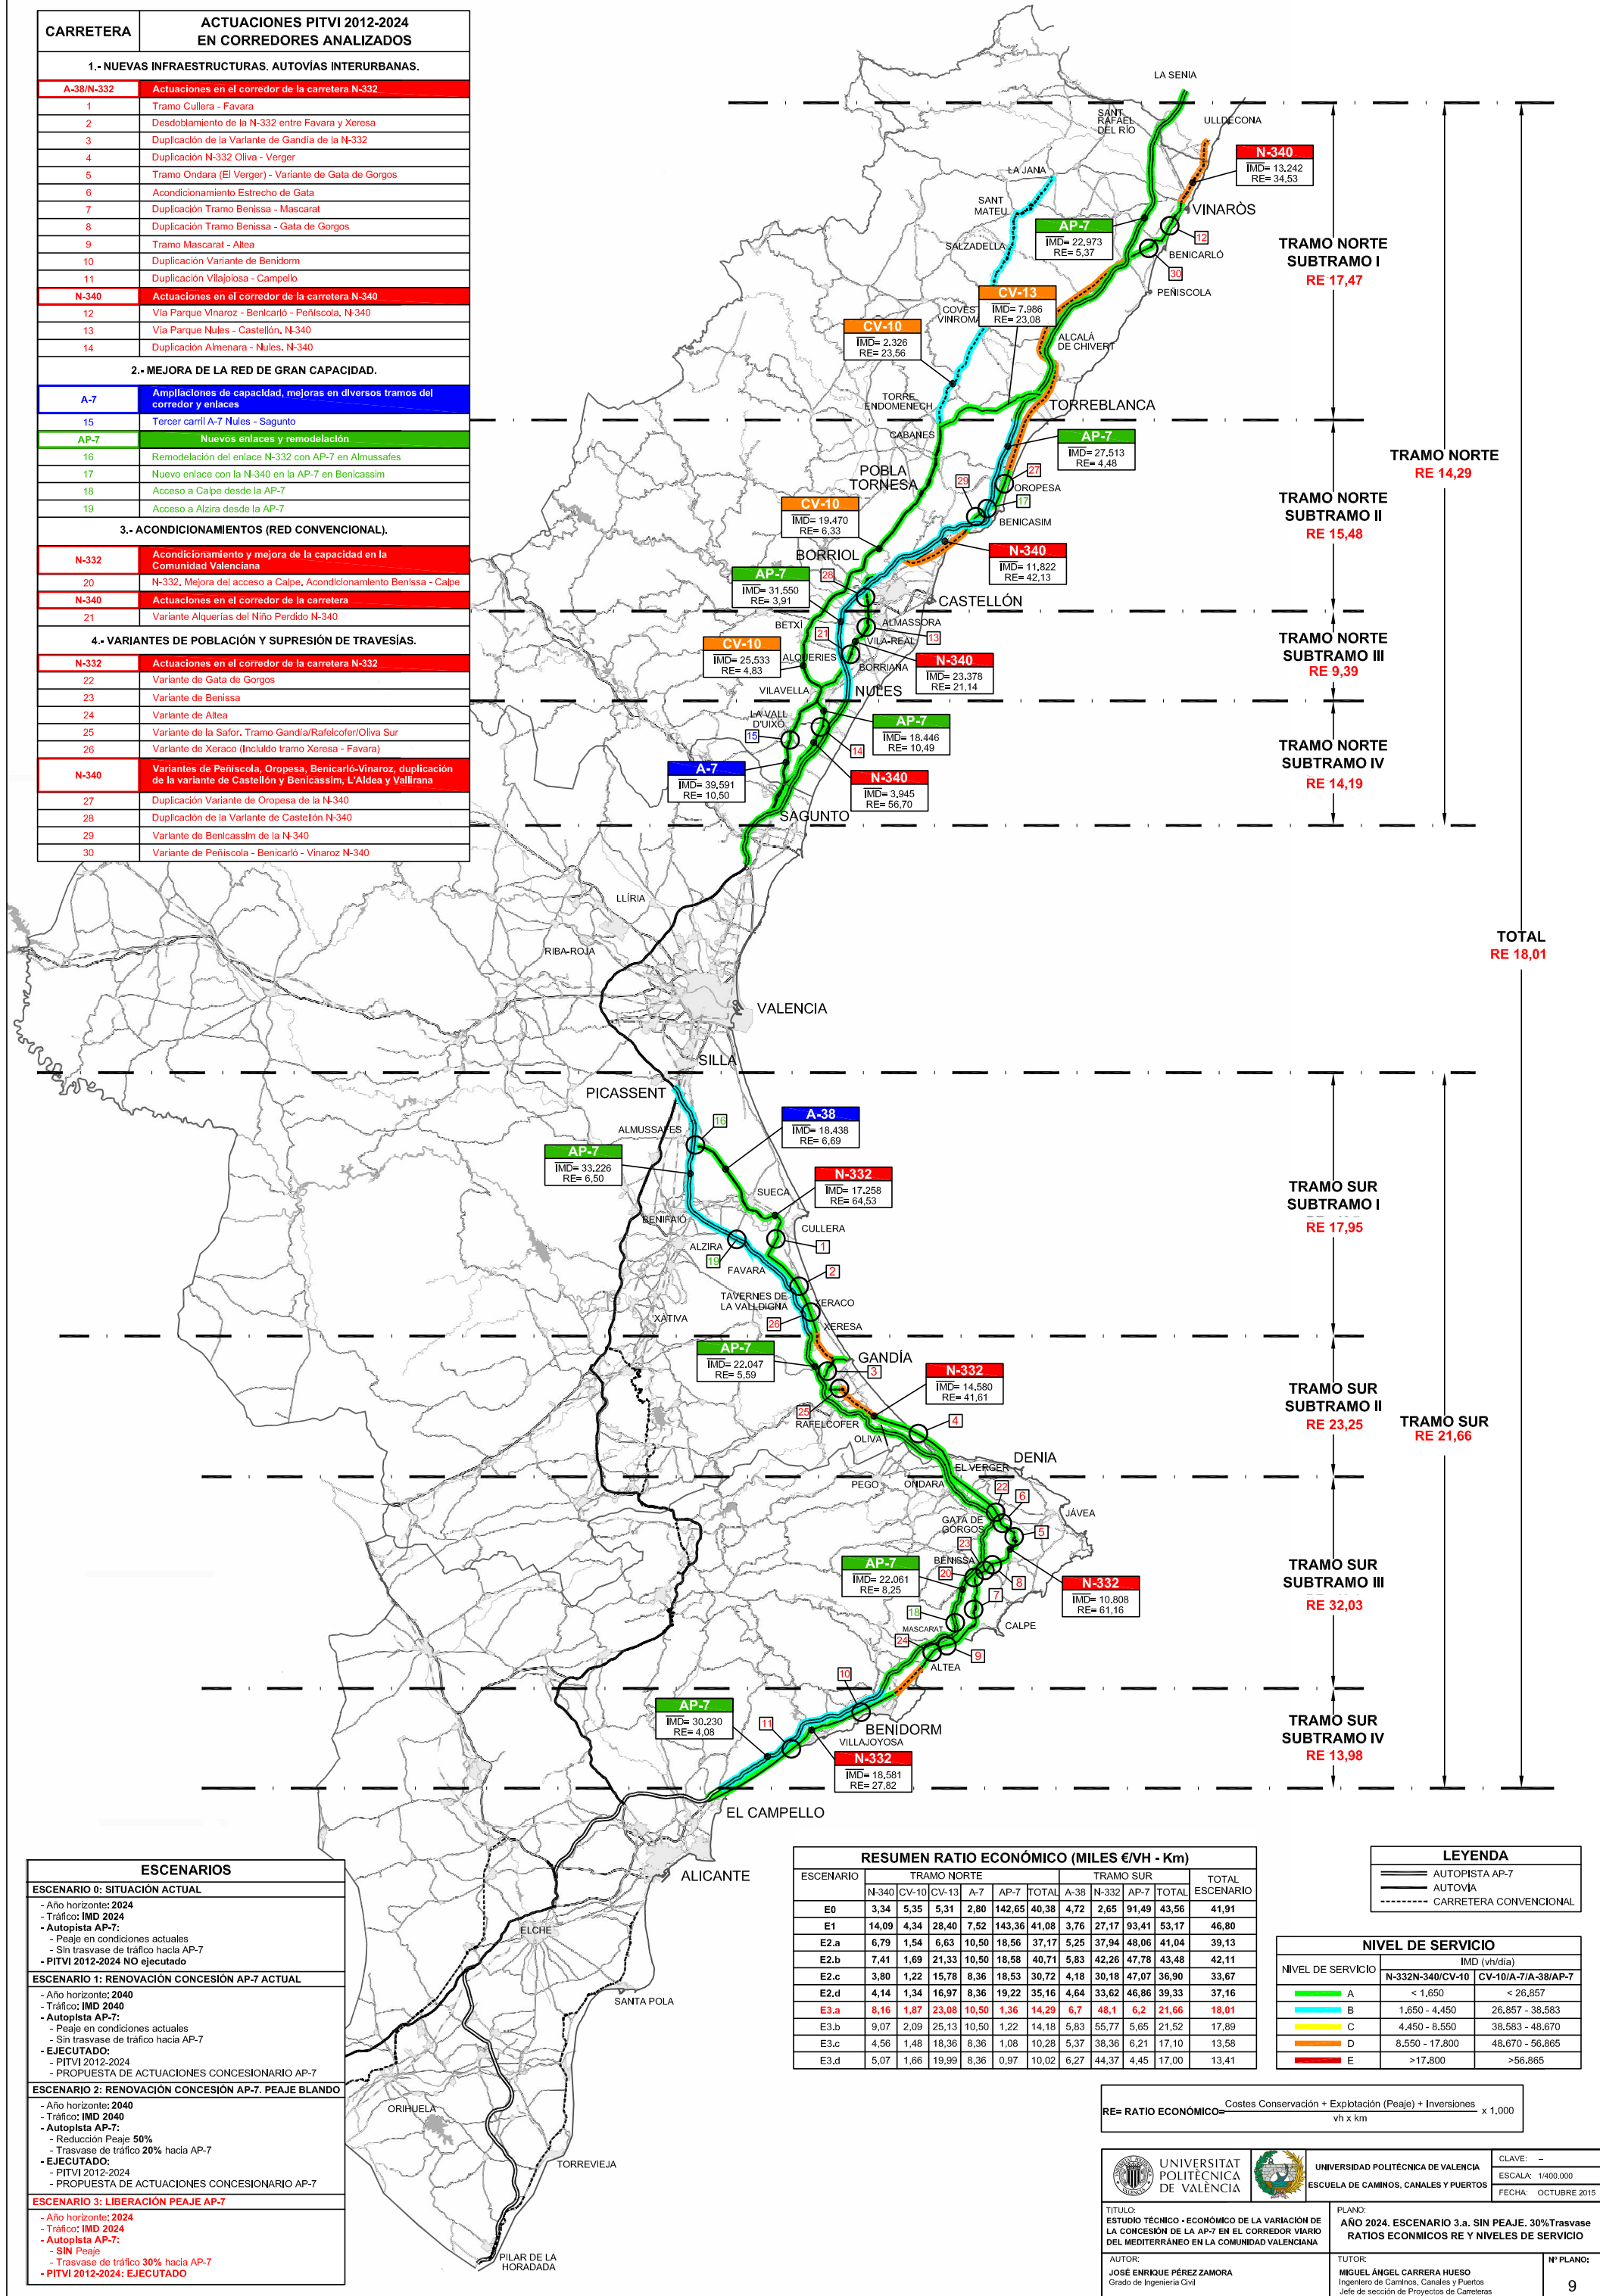 CARRETERA
ACTUACIONES PITVI 2012-2024
EN CORREDORES ANALIZADOS
1.- NUEVAS INFRAESTRUCTURAS. AUTOVÍAS INTERURBANAS.
A-38/N-332 Actuaciones en el corredor de la carretera N-332
1 Tramo Cullera - Favara
2 Desdoblamiento de la N-332 entre Favara y Xeresa
3 Duplicación de la Variante de Gandía de la N-332
4 Duplicación N-332 Oliva - Verger
5 Tramo Ondara (El Verger) - Variante de Gata de Gorgos
6 Acondicionamiento Estrecho de Gata
7 Duplicación Tramo Benissa - Mascarat
8 Duplicación Tramo Benissa - Gata de Gorgos
9 Tramo Mascarat - Altea
10 Duplicación Variante de Benidorm
11 Duplicación Vilajoiosa - Campello
N-340 Actuaciones en el corredor de la carretera N-340
12 Vía Parque Vinaroz - Benicarló - Peñíscola. N-340
13 Vía Parque Nules - Castellón. N-340
14 Duplicación Almenara - Nules. N-340
2.- MEJORA DE LA RED DE GRAN CAPACIDAD.
A-7 Ampliaciones de capacidad, mejoras en diversos tramos del
corredor y enlaces
15 Tercer carril A-7 Nules - Sagunto
AP-7 Nuevos enlaces y remodelación
16 Remodelación del enlace N-332 con AP-7 en Almussafes
17 Nuevo enlace con la N-340 en la AP-7 en Benicassim
18 Acceso a Calpe desde la AP-7
19 Acceso a Alzira desde la AP-7
3.- ACONDICIONAMIENTOS (RED CONVENCIONAL).
N-332 Acondicionamiento y mejora de la capacidad en la
Comunidad Valenciana
20 N-332. Mejora del acceso a Calpe. Acondicionamiento Benissa - Calpe
N-340 Actuaciones en el corredor de la carretera
21 Variante Alquerías del Niño Perdido N-340
4.- VARIANTES DE POBLACIÓN Y SUPRESIÓN DE TRAVESÍAS.
N-332 Actuaciones en el corredor de la carretera N-332
22 Variante de Gata de Gorgos
23 Variante de Benissa
24 Variante de Altea
25 Variante de la Safor. Tramo Gandía/Rafelcofer/Oliva Sur
26 Variante de Xeraco (Incluido tramo Xeresa - Favara)
N-340 Variantes de Peñíscola, Oropesa, Benicarló-Vinaroz, duplicación
de la variante de Castellón y Benicassim, L'Aldea y Vallirana
27 Duplicación Variante de Oropesa de la N-340
28 Duplicación de la Variante de Castellón N-340
29 Variante de Benicassim de la N-340
30 Variante de Peñíscola - Benicarló - Vinaroz N-340
LA SENIA
SANT
RAFAEL
DEL RÍO
ULLDECONA
N-340
IMD= 13.242
RE= 34,53
LA JANA
SANT
MATEU
VINARÒS
AP-7
IMD= 22.973
RE= 5,37
12
SALZADELLA
BENICARLÓ
30
PEÑISCOLA
TRAMO NORTE
SUBTRAMO I
RE 17,47
CV-13
IMD= 7.986
RE= 23,08
COVES
VINROMA
CV-10
IMD= 2.326
RE= 23,56
ALCALÁ
DE CHIVERT
TORRE
ENDOMENECH
TORREBLANCA
CABANES
AP-7
IMD= 27.513
RE= 4,48
TRAMO NORTE
RE 14,29
POBLA
TORNESA
27
29
OROPESA
17
TRAMO NORTE
SUBTRAMO II
RE 15,48
CV-10
IMD= 19.470
RE= 6,33
BENICASIM
BORRIOL
N-340
IMD= 11.822
RE= 42,13
AP-7
IMD= 31.550
RE= 3,91
28
CASTELLÓN
BETXÍ
ALMASSORA
21
13
VILA-REAL
TRAMO NORTE
SUBTRAMO III
RE 9,39
CV-10
IMD= 25.533
RE= 4,83
ALQUERIES
BORRIANA
N-340
IMD= 23.378
RE= 21,14
VILAVELLA
NULES
LA VALL
D'UIXÓ
15
AP-7
IMD= 18.446
RE= 10,49
14
TRAMO NORTE
SUBTRAMO IV
RE 14,19
A-7
IMD= 39.591
RE= 10,50
N-340
IMD= 3.945
RE= 56,70
SAGUNTO
LLÍRIA
RIBA-ROJA
TOTAL
RE 18,01
VALENCIA
SILLA
PICASSENT
16
A-38
IMD= 18.438
RE= 6,69
ALMUSSAFES
AP-7
IMD= 33.226
RE= 6,50
N-332
IMD= 17.258
RE= 64,53
SUECA
TRAMO SUR
SUBTRAMO I
RE 17,95
BENIFAIÓ
CULLERA
ALZIRA
1
19
FAVARA
2
TAVERNES DE
LA VALLDIGNA
XERACO
XÀTIVA
26
XERESA
AP-7
IMD= 22.047
RE= 5,59
GANDÍA
3
N-332
IMD= 14.580
RE= 41,61
TRAMO SUR
SUBTRAMO II
RE 23,25
25
RAFELCOFER
4
OLIVA
TRAMO SUR
RE 21,66
DENIA
EL VERGER
PEGO
ONDARA
22
6
JÁVEA
GATA DE
GORGOS
5
23
BENISSA
AP-7
IMD= 22.061
RE= 8,25
20
8
N-332
IMD= 10.808
RE= 61,16
TRAMO SUR
SUBTRAMO III
RE 32,03
7
18
CALPE
MASCARAT
24
9
ALTEA
10
AP-7
IMD= 30.230
RE= 4,08
11
BENIDORM
VILLAJOYOSA
N-332
IMD= 18.581
RE= 27,82
TRAMO SUR
SUBTRAMO IV
RE 13,98
EL CAMPELLO
ALICANTE
ELCHE
SANTA POLA
ORIHUELA
TORREVIEJA
PILAR DE LA
HORADADA
ESCENARIOS
ESCENARIO 0: SITUACIÓN ACTUAL
- Año horizonte: 2024
- Tráfico: IMD 2024
- Autopista AP-7:
- Peaje en condiciones actuales
- Sin trasvase de tráfico hacia AP-7
- PITVI 2012-2024 NO ejecutado
ESCENARIO 1: RENOVACIÓN CONCESIÓN AP-7 ACTUAL
- Año horizonte: 2040
- Tráfico: IMD 2040
- Autopista AP-7:
- Peaje en condiciones actuales
- Sin trasvase de tráfico hacia AP-7
- EJECUTADO:
- PITVI 2012-2024
- PROPUESTA DE ACTUACIONES CONCESIONARIO AP-7
ESCENARIO 2: RENOVACIÓN CONCESIÓN AP-7. PEAJE BLANDO
- Año horizonte: 2040
- Tráfico: IMD 2040
- Autopista AP-7:
- Reducción Peaje 50%
- Trasvase de tráfico 20% hacia AP-7
- EJECUTADO:
- PITVI 2012-2024
- PROPUESTA DE ACTUACIONES CONCESIONARIO AP-7
ESCENARIO 3: LIBERACIÓN PEAJE AP-7
- Año horizonte: 2024
- Tráfico: IMD 2024
- Autopista AP-7:
- SIN Peaje
- Trasvase de tráfico 30% hacia AP-7
- PITVI 2012-2024: EJECUTADO
RESUMEN RATIO ECONÓMICO (MILES €/VH - Km)
ESCENARIO TRAMO NORTE TRAMO SUR TOTAL ESCENARIO
N-340 CV-10 CV-13 A-7 AP-7 TOTAL A-38 N-332 AP-7 TOTAL
E0 3,34 5,35 5,31 2,80 142,65 40,38 4,72 2,65 91,49 43,56 41,91
E1 14,09 4,34 28,40 7,52 143,36 41,08 3,76 27,17 93,41 53,17 46,80
E2.a 6,79 1,54 6,63 10,50 18,56 37,17 5,25 37,94 48,06 41,04 39,13
E2.b 7,41 1,69 21,33 10,50 18,58 40,71 5,83 42,26 47,78 43,48 42,11
E2.c 3,80 1,22 15,78 8,36 18,53 30,72 4,18 30,18 47,07 36,90 33,67
E2.d 4,14 1,34 16,97 8,36 19,22 35,16 4,64 33,62 46,86 39,33 37,16
E3.a 8,16 1,87 23,08 10,50 1,36 14,29 6,7 48,1 6,2 21,66 18,01
E3.b 9,07 2,09 25,13 10,50 1,22 14,18 5,83 55,77 5,65 21,52 17,89
E3.c 4,56 1,48 18,36 8,36 1,08 10,28 5,37 38,36 6,21 17,10 13,58
E3.d 5,07 1,66 19,99 8,36 0,97 10,02 6,27 44,37 4,45 17,00 13,41
LEYENDA
AUTOPISTA AP-7
AUTOVÍA
CARRETERA CONVENCIONAL
NIVEL DE SERVICIO
NIVEL DE SERVICIO IMD (vh/día)
N-332N-340/CV-10 CV-10/A-7/A-38/AP-7
A < 1,650 < 26,857
B 1,650 - 4,450 26,857 - 38,583
C 4,450 - 8,550 38,583 - 48,670
D 8,550 - 17,800 48,670 - 56,865
E >17,800 >56,865
RE= RATIO ECONÓMICO= Costes Conservación + Explotación (Peaje) + Inversiones x 1.000
vh x km
UNIVERSITAT
POLITÈCNICA
DE VALÈNCIA
UNIVERSIDAD POLITÉCNICA DE VALENCIA
ESCUELA DE CAMINOS, CANALES Y PUERTOS
CLAVE: –
ESCALA: 1/400.000
FECHA: OCTUBRE 2015
TITULO:
ESTUDIO TÉCNICO - ECONÓMICO DE LA VARIACIÓN DE
LA CONCESIÓN DE LA AP-7 EN EL CORREDOR VIARIO
DEL MEDITERRÁNEO EN LA COMUNIDAD VALENCIANA
PLANO:
AÑO 2024. ESCENARIO 3.a. SIN PEAJE. 30%Trasvase
RATIOS ECONMICOS RE Y NIVELES DE SERVICIO
AUTOR:
JOSÉ ENRIQUE PÉREZ ZAMORA
Grado de Ingeniería Civil
TUTOR:
MIGUEL ÁNGEL CARRERA HUESO
Ingeniero de Caminos, Canales y Puertos
Jefe de sección de Proyectos de Carreteras
Nº PLANO:
9